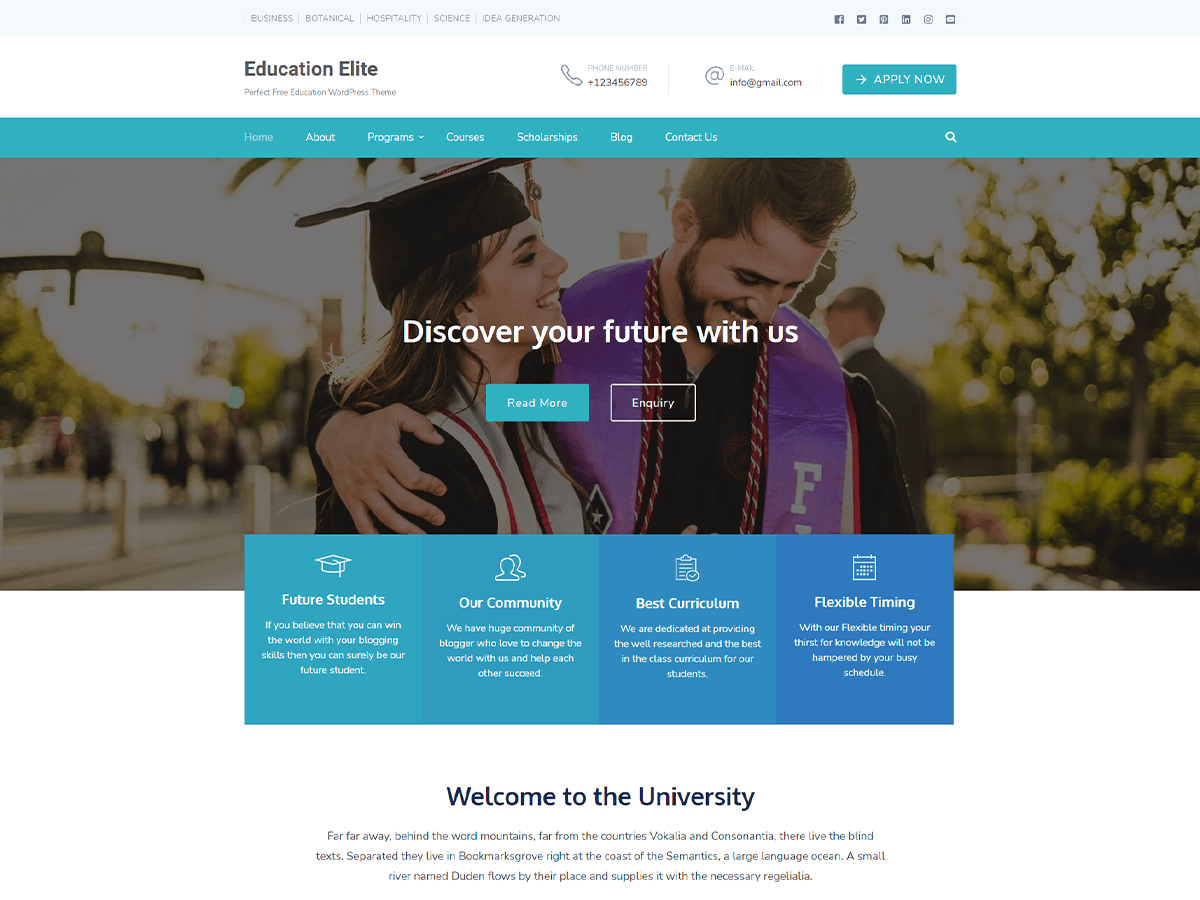 BUSINESS | BOTANICAL | HOSPITALITY | SCIENCE | IDEA GENERATION
Education Elite
Perfect Free Education WordPress Theme
PHONE NUMBER
+123456789
E-MAIL
info@gmail.com
APPLY NOW
Home About Programs Courses Scholarships Blog Contact Us
F
Discover your future with us
Read More Enquiry
Future Students
If you believe that you can win
the world with your blogging
skills then you can surely be our
future student.
Our Community
We have huge community of
blogger who love to change the
world with us and help each
other succeed.
Best Curriculum
We are dedicated at providing
the well researched and the best
in the class curriculum for our
students.
Flexible Timing
With our Flexible timing your
thirst for knowledge will not be
hampered by your busy
schedule.
Welcome to the University
Far far away, behind the word mountains, far from the countries Vokalia and Consonantia, there live the blind
texts. Separated they live in Bookmarksgrove right at the coast of the Semantics, a large language ocean. A small
river named Duden flows by their place and supplies it with the necessary regelialia.